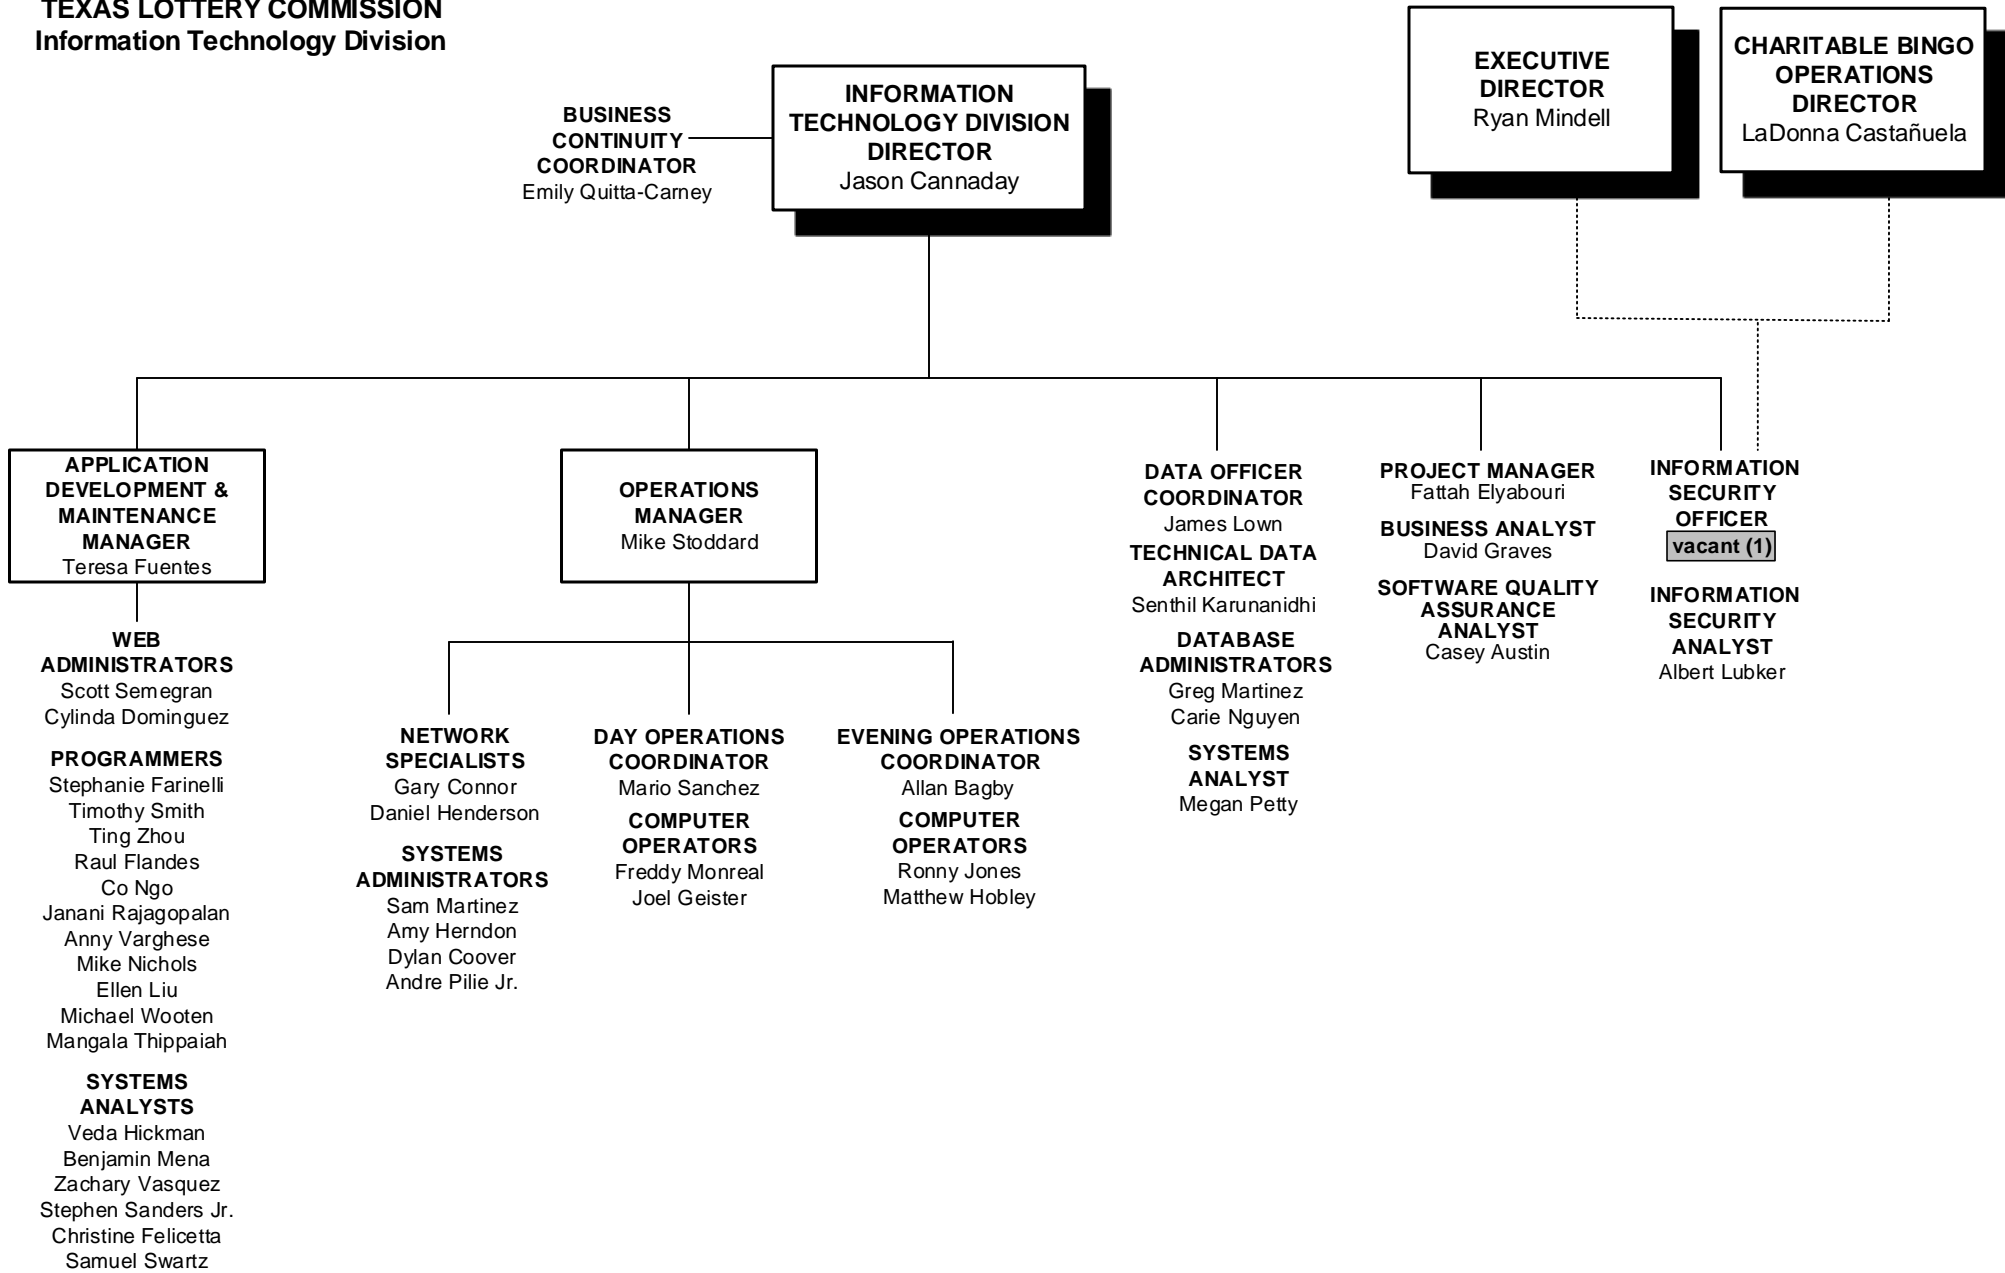 TEXAS LOTTERY COMMISSION
Information Technology Division
BUSINESS
CONTINUITY
COORDINATOR
Emily Quitta-Carney
INFORMATION
TECHNOLOGY DIVISION
DIRECTOR
Jason Cannaday
EXECUTIVE
DIRECTOR
Ryan Mindell
CHARITABLE BINGO
OPERATIONS
DIRECTOR
LaDonna Castañuela
APPLICATION
DEVELOPMENT &
MAINTENANCE
MANAGER
Teresa Fuentes
WEB
ADMINISTRATORS
Scott Semegran
Cylinda Dominguez
PROGRAMMERS
Stephanie Farinelli
Timothy Smith
Ting Zhou
Raul Flandes
Co Ngo
Janani Rajagopalan
Anny Varghese
Mike Nichols
Ellen Liu
Michael Wooten
Mangala Thippaiah
SYSTEMS
ANALYSTS
Veda Hickman
Benjamin Mena
Zachary Vasquez
Stephen Sanders Jr.
Christine Felicetta
Samuel Swartz
OPERATIONS
MANAGER
Mike Stoddard
NETWORK
SPECIALISTS
Gary Connor
Daniel Henderson
SYSTEMS
ADMINISTRATORS
Sam Martinez
Amy Herndon
Dylan Coover
Andre Pilie Jr.
DAY OPERATIONS
COORDINATOR
Mario Sanchez
COMPUTER
OPERATORS
Freddy Monreal
Joel Geister
EVENING OPERATIONS
COORDINATOR
Allan Bagby
COMPUTER
OPERATORS
Ronny Jones
Matthew Hobley
DATA OFFICER
COORDINATOR
James Lown
TECHNICAL DATA
ARCHITECT
Senthil Karunanidhi
DATABASE
ADMINISTRATORS
Greg Martinez
Carie Nguyen
SYSTEMS
ANALYST
Megan Petty
PROJECT MANAGER
Fattah Elyabouri
BUSINESS ANALYST
David Graves
SOFTWARE QUALITY
ASSURANCE
ANALYST
Casey Austin
INFORMATION
SECURITY
OFFICER
vacant (1)
INFORMATION
SECURITY
ANALYST
Albert Lubker